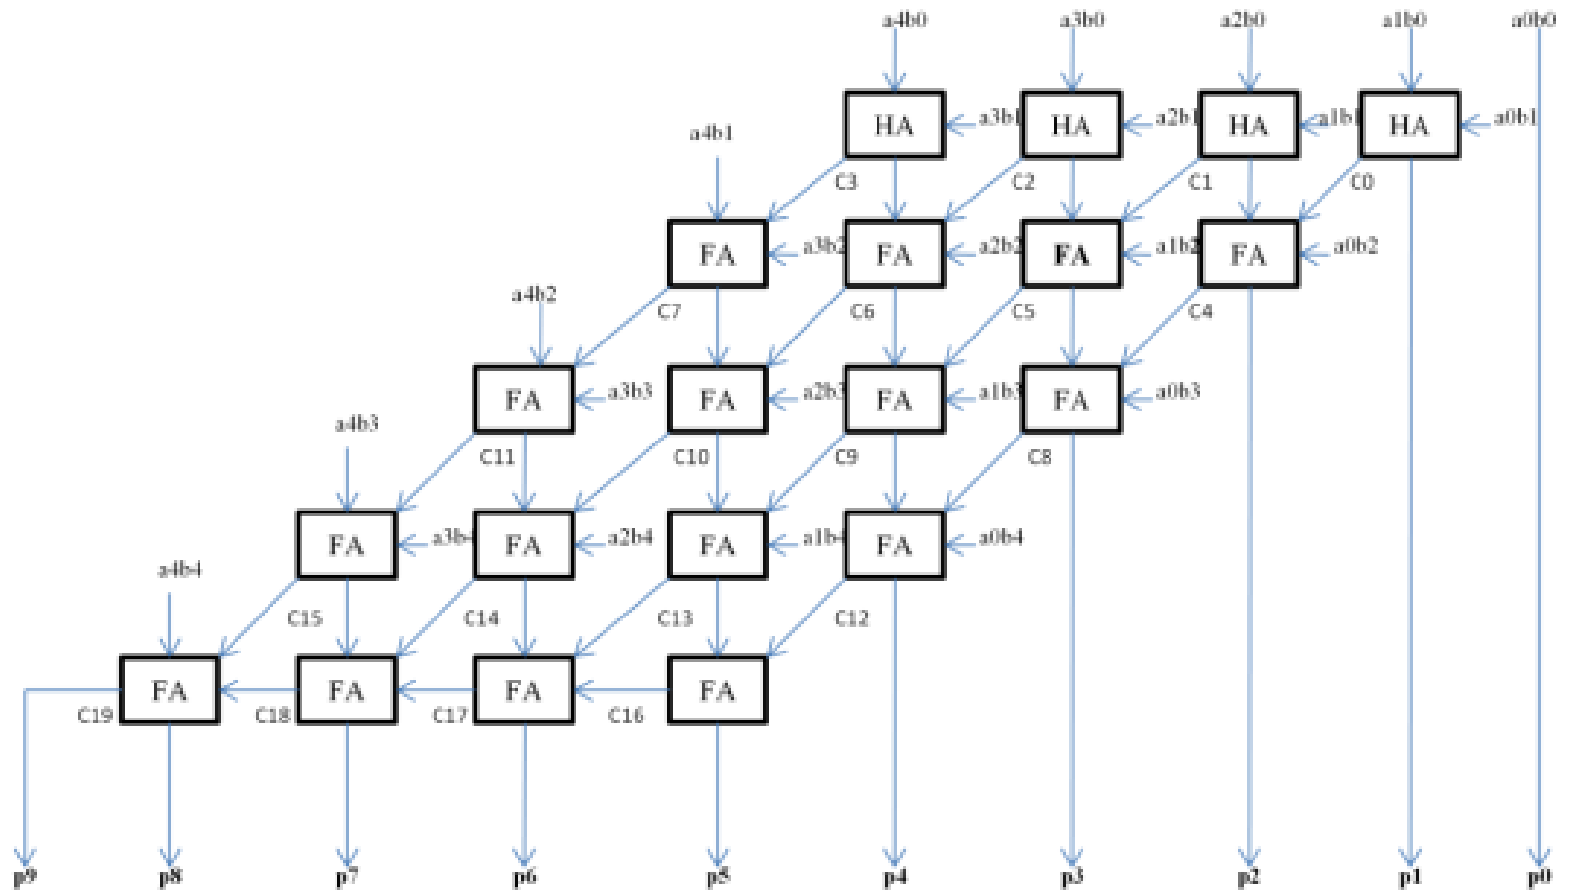 a4b0 a3b0 a2b0 a1b0 a0b0
HA a3b1 HA a2b1 HA a1b1 HA a0b1
a4b1
C3 C2 C1 C0
FA a3b2 FA a2b2 FA a1b2 FA a0b2
a4b2
C7 C6 C5 C4
FA a3b3 FA a2b3 FA a1b3 FA a0b3
a4b3
C11 C10 C9 C8
FA a3b4 FA a2b4 FA a1b4 FA a0b4
a4b4
C15 C14 C13 C12
FA FA FA FA
C19 C18 C17 C16
p9 p8 p7 p6 p5 p4 p3 p2 p1 p0